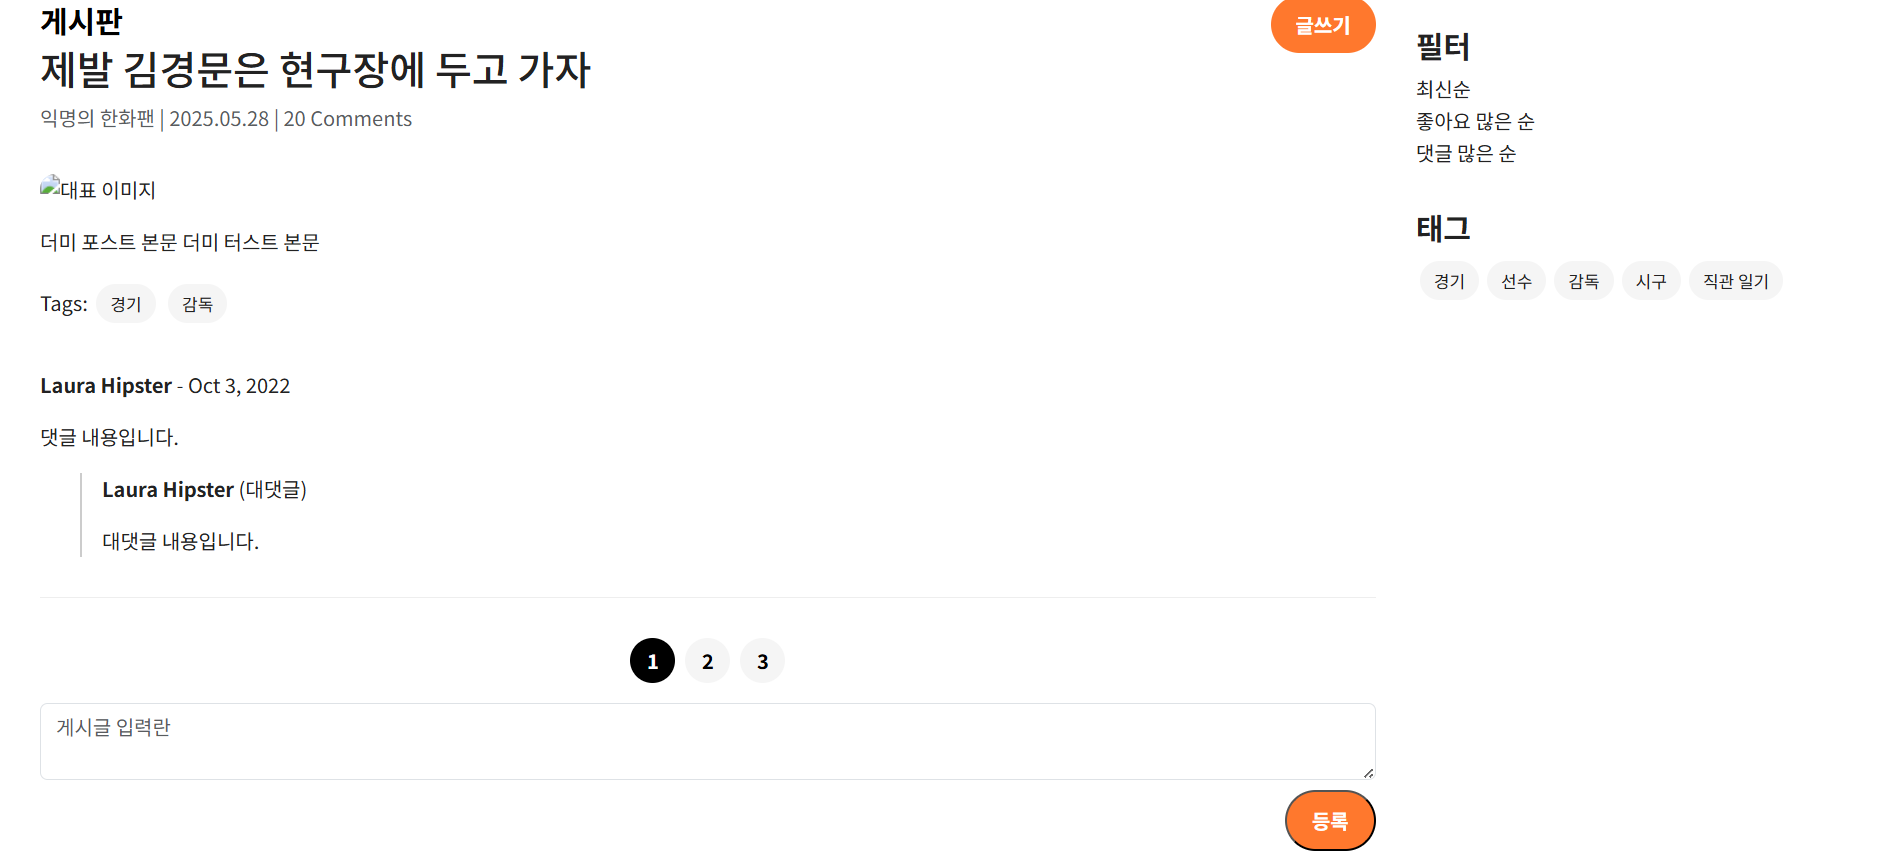 게시판
글쓰기
제발 김경문은 현구장에 두고 가자
익명의 한화팬 | 2025.05.28 | 20 Comments
대표 이미지
더미 포스트 본문 더미 터스트 본문
Tags: 경기 감독
Laura Hipster - Oct 3, 2022
댓글 내용입니다.
Laura Hipster (대댓글)
대댓글 내용입니다.
1 2 3
게시글 입력란
등록
필터
최신순
좋아요 많은 순
댓글 많은 순
태그
경기 선수 감독 시구 직관 일기